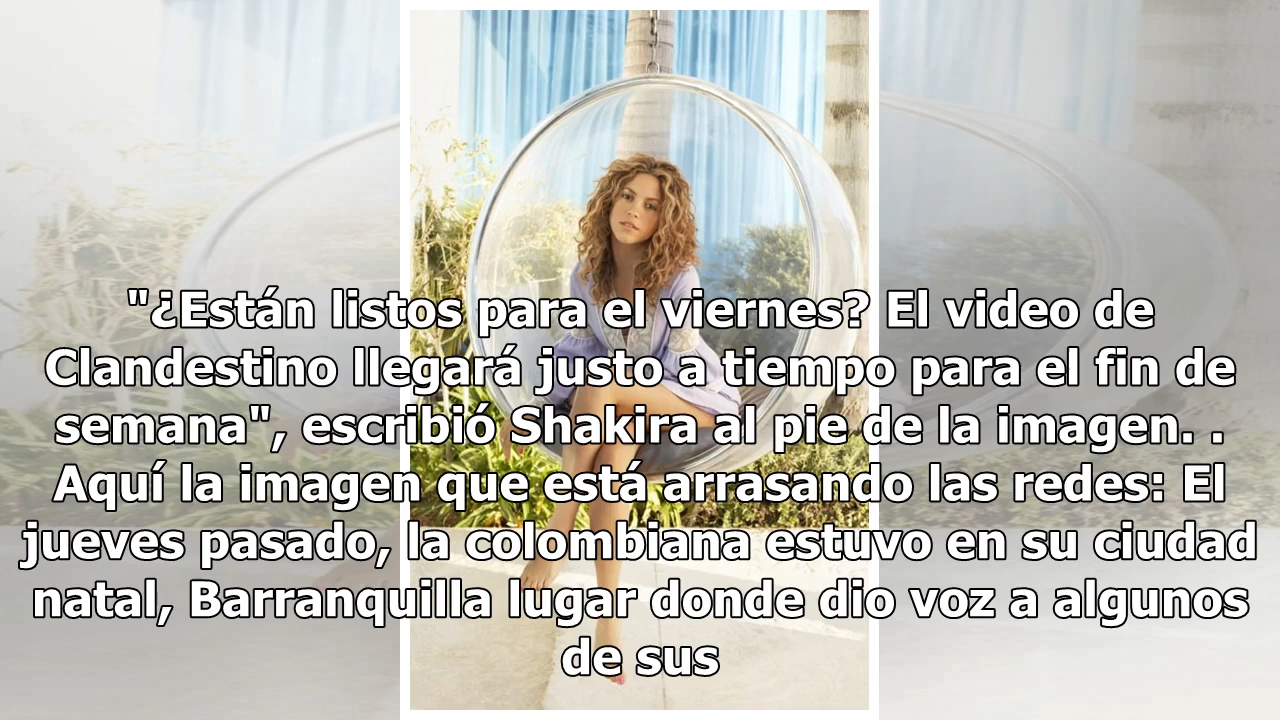 "¿Están listos para el viernes? El video de
Clandestino llegará justo a tiempo para el fin de
semana", escribió Shakira al pie de la imagen. .
Aquí la imagen que está arrasando las redes: El
jueves pasado, la colombiana estuvo en su ciudad
natal, Barranquilla lugar donde dio voz a algunos
de sus